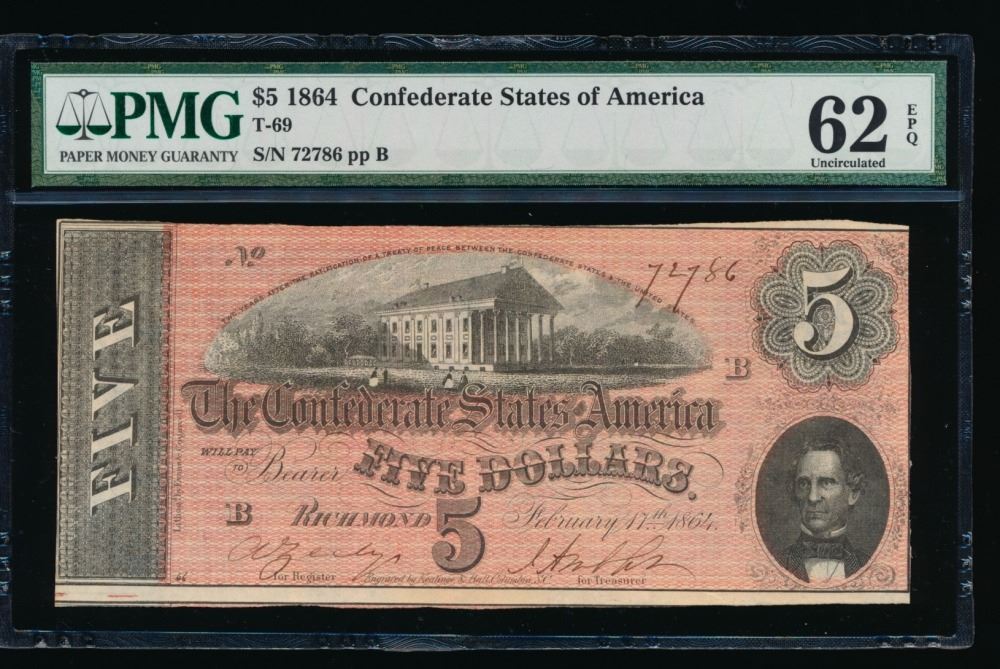 PMG
PAPER MONEY GUARANTY
$5 1864 Confederate States of America
T-69
S/N 72786 pp B
62
Uncirculated
EPQ
No
72786
TWO YEARS AFTER THE RATIFICATION OF A TREATY OF PEACE BETWEEN THE CONFEDERATE STATES & THE UNITED STATES
5
FIVE
B
The Confederate States of America
WILL PAY
TO
Bearer
FIVE DOLLARS.
B
RICHMOND
5
February 17th 1864.
for Register
Engraved by Keatinge & Ball, Columbia, S.C.
for Treasurer